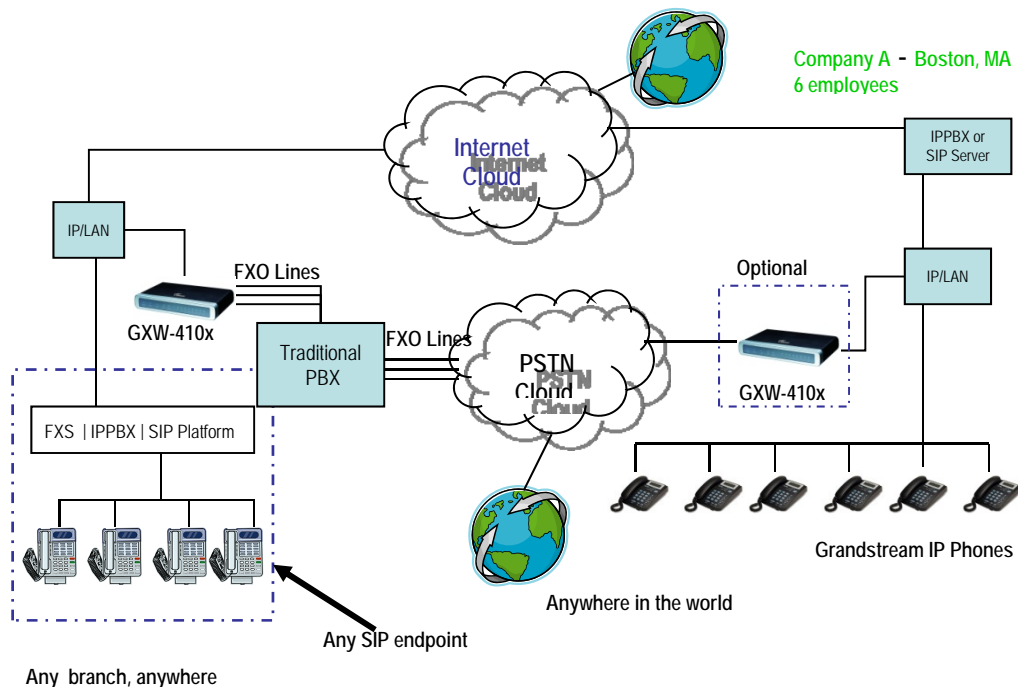 Company A - Boston, MA
6 employees
Internet
Cloud
IPPBX or
SIP Server
IP/LAN
FXO Lines
GXW-410x
Optional
IP/LAN
Traditional
PBX
FXO Lines
PSTN
Cloud
GXW-410x
FXS | IPPBX | SIP Platform
Grandstream IP Phones
Anywhere in the world
Any SIP endpoint
Any branch, anywhere